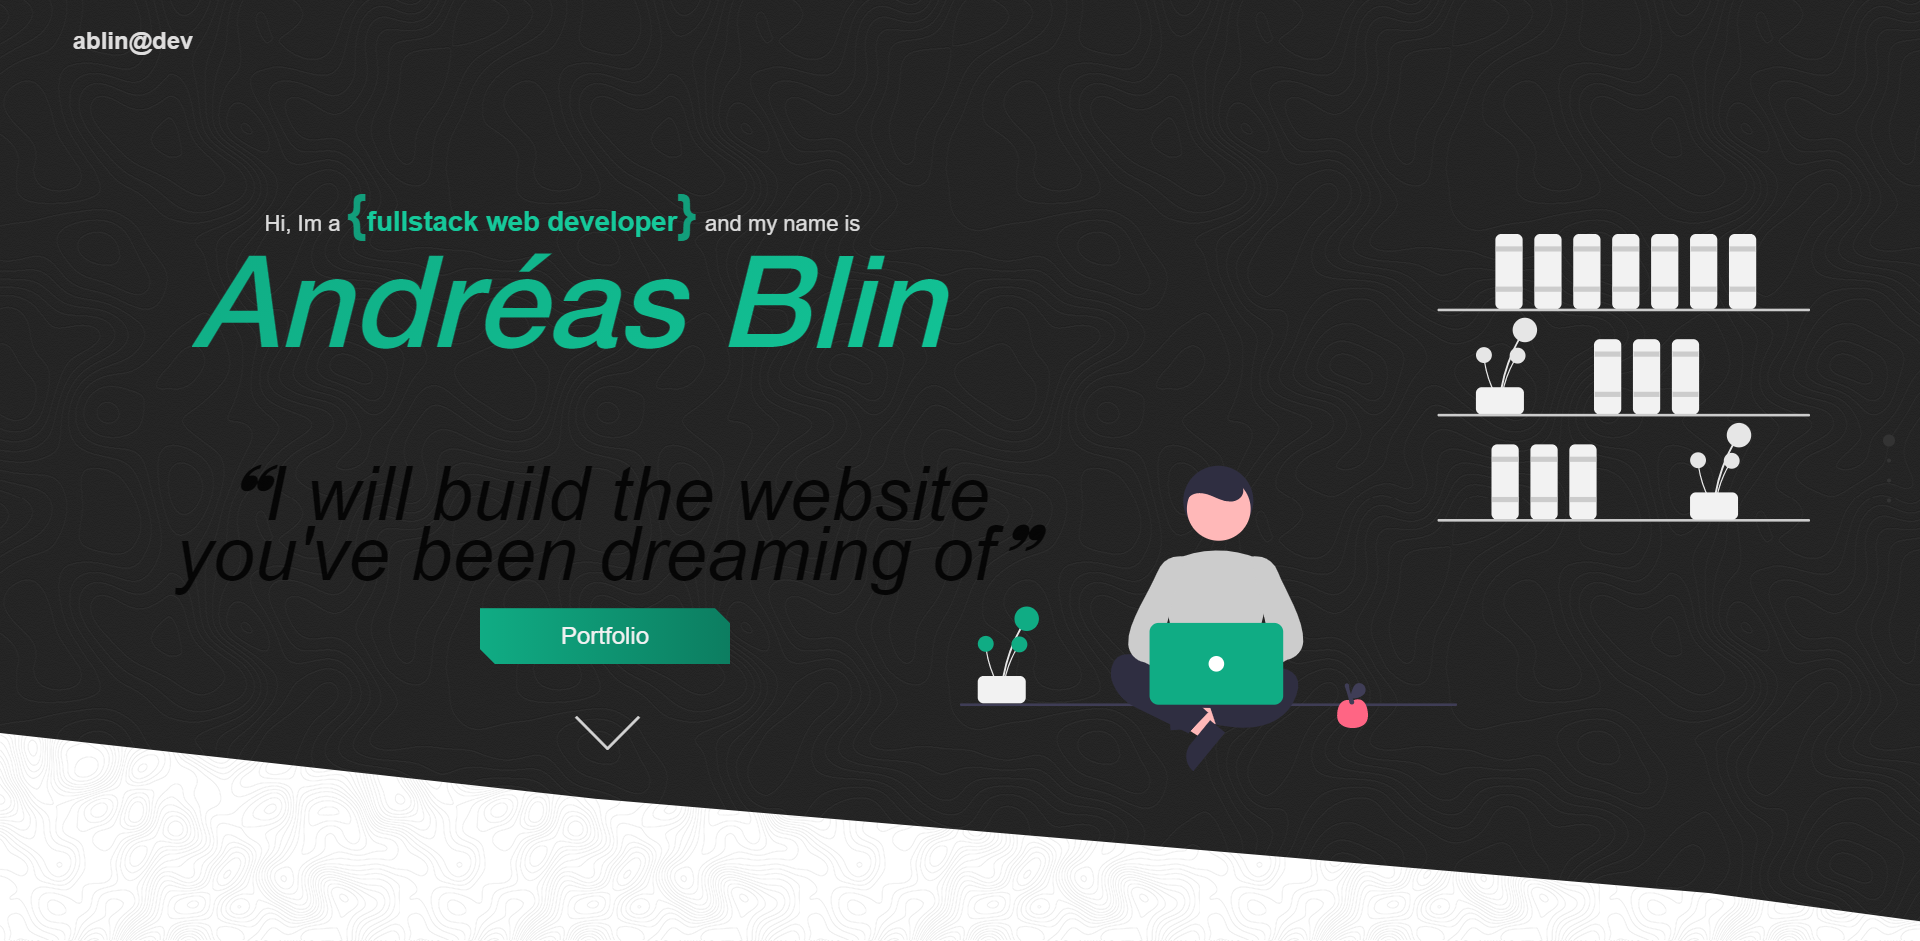 ablin@dev
Hi, Im a {fullstack web developer} and my name is
Andréas Blin
❝I will build the website
you've been dreaming of❞
Portfolio